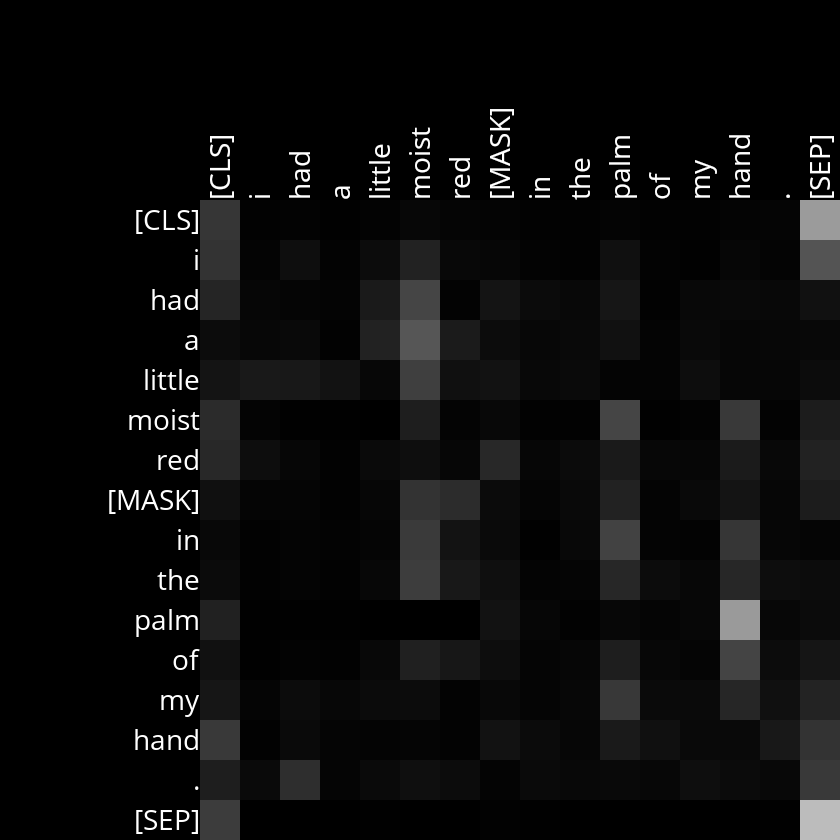 [CLS] i had a little moist red [MASK] in the palm of my hand . [SEP]
[CLS]
i
had
a
little
moist
red
[MASK]
in
the
palm
of
my
hand
.
[SEP]